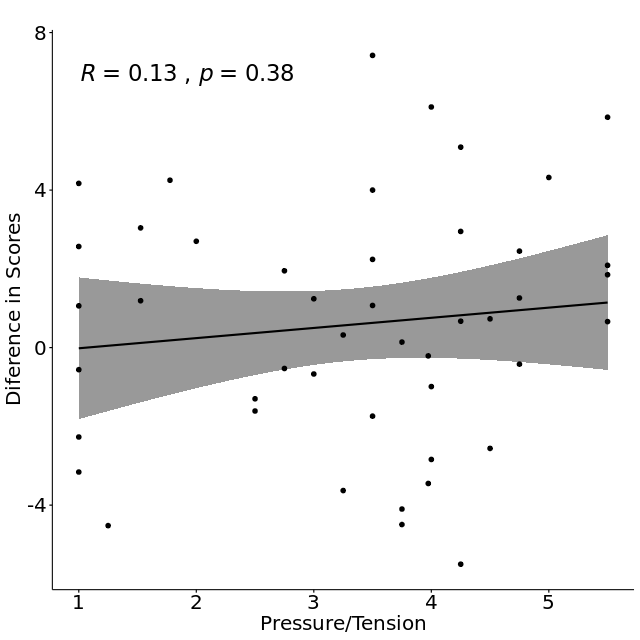 8
R = 0.13 , p = 0.38
4
0
-4
Diference in Scores
1 2 3 4 5
Pressure/Tension